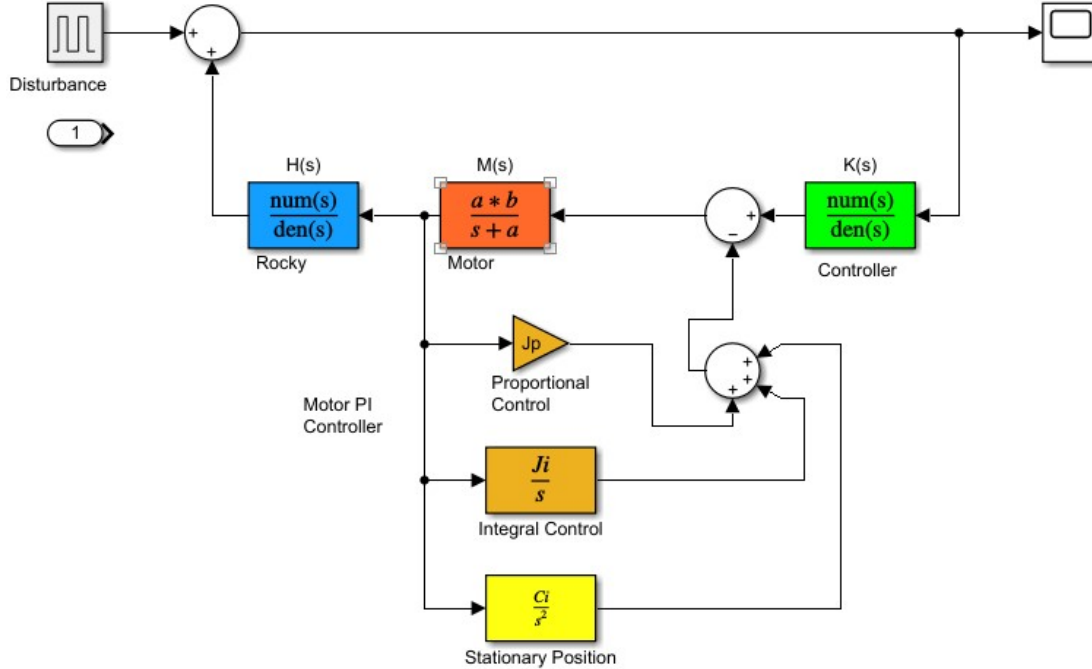 +
+
Disturbance
1
H(s)
M(s)
K(s)
num(s)
den(s)
a * b
s + a
+
−
num(s)
den(s)
Rocky
Motor
Controller
Jp
+
+
+
Proportional
Control
Motor PI
Controller
Ji
s
Integral Control
Ci
s²
Stationary Position